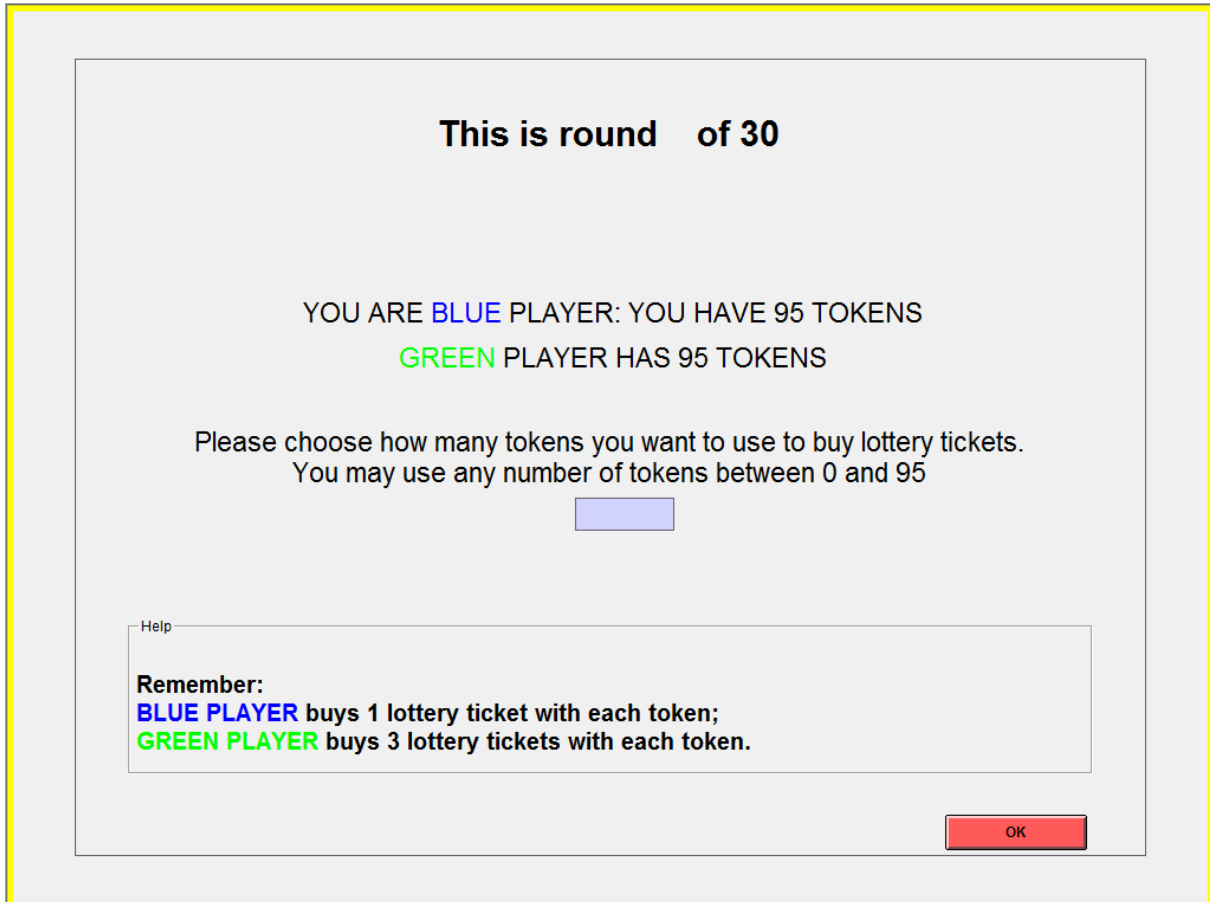 This is round of 30
YOU ARE BLUE PLAYER: YOU HAVE 95 TOKENS
GREEN PLAYER HAS 95 TOKENS
Please choose how many tokens you want to use to buy lottery tickets.
You may use any number of tokens between 0 and 95
Help
Remember:
BLUE PLAYER buys 1 lottery ticket with each token;
GREEN PLAYER buys 3 lottery tickets with each token.
OK